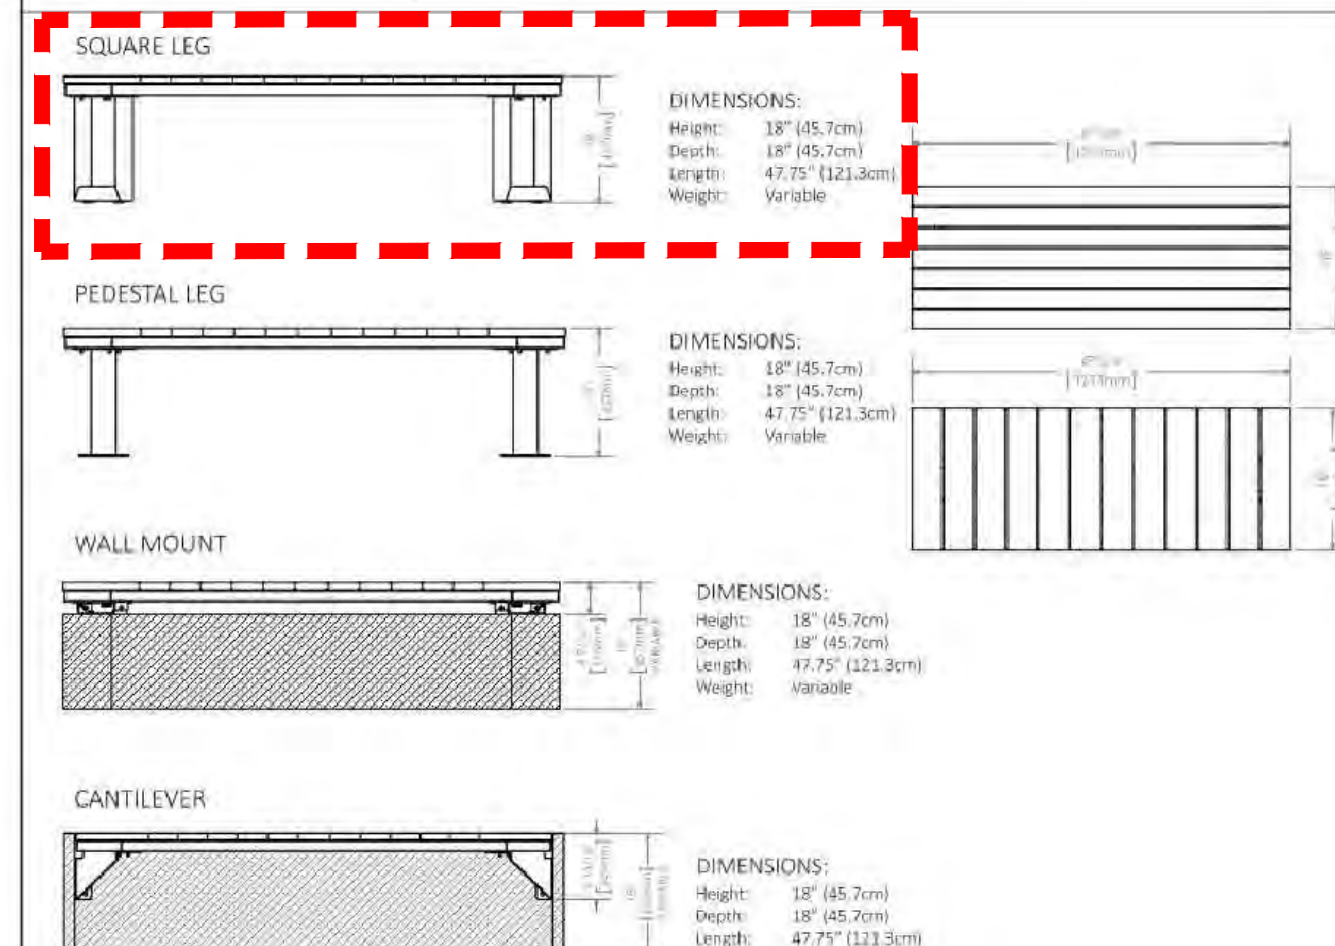 SQUARE LEG
DIMENSIONS:
Height: 18" (45.7cm)
Depth: 18" (45.7cm)
Length: 47.75" (121.3cm)
Weight: Variable
PEDESTAL LEG
DIMENSIONS:
Height: 18" (45.7cm)
Depth: 18" (45.7cm)
Length: 47.75" (121.3cm)
Weight: Variable
[1213mm]
WALL MOUNT
DIMENSIONS:
Height: 18" (45.7cm)
Depth: 18" (45.7cm)
Length: 47.75" (121.3cm)
Weight: Variable
CANTILEVER
DIMENSIONS:
Height: 18" (45.7cm)
Depth: 18" (45.7cm)
Length: 47.75" (121.3cm)